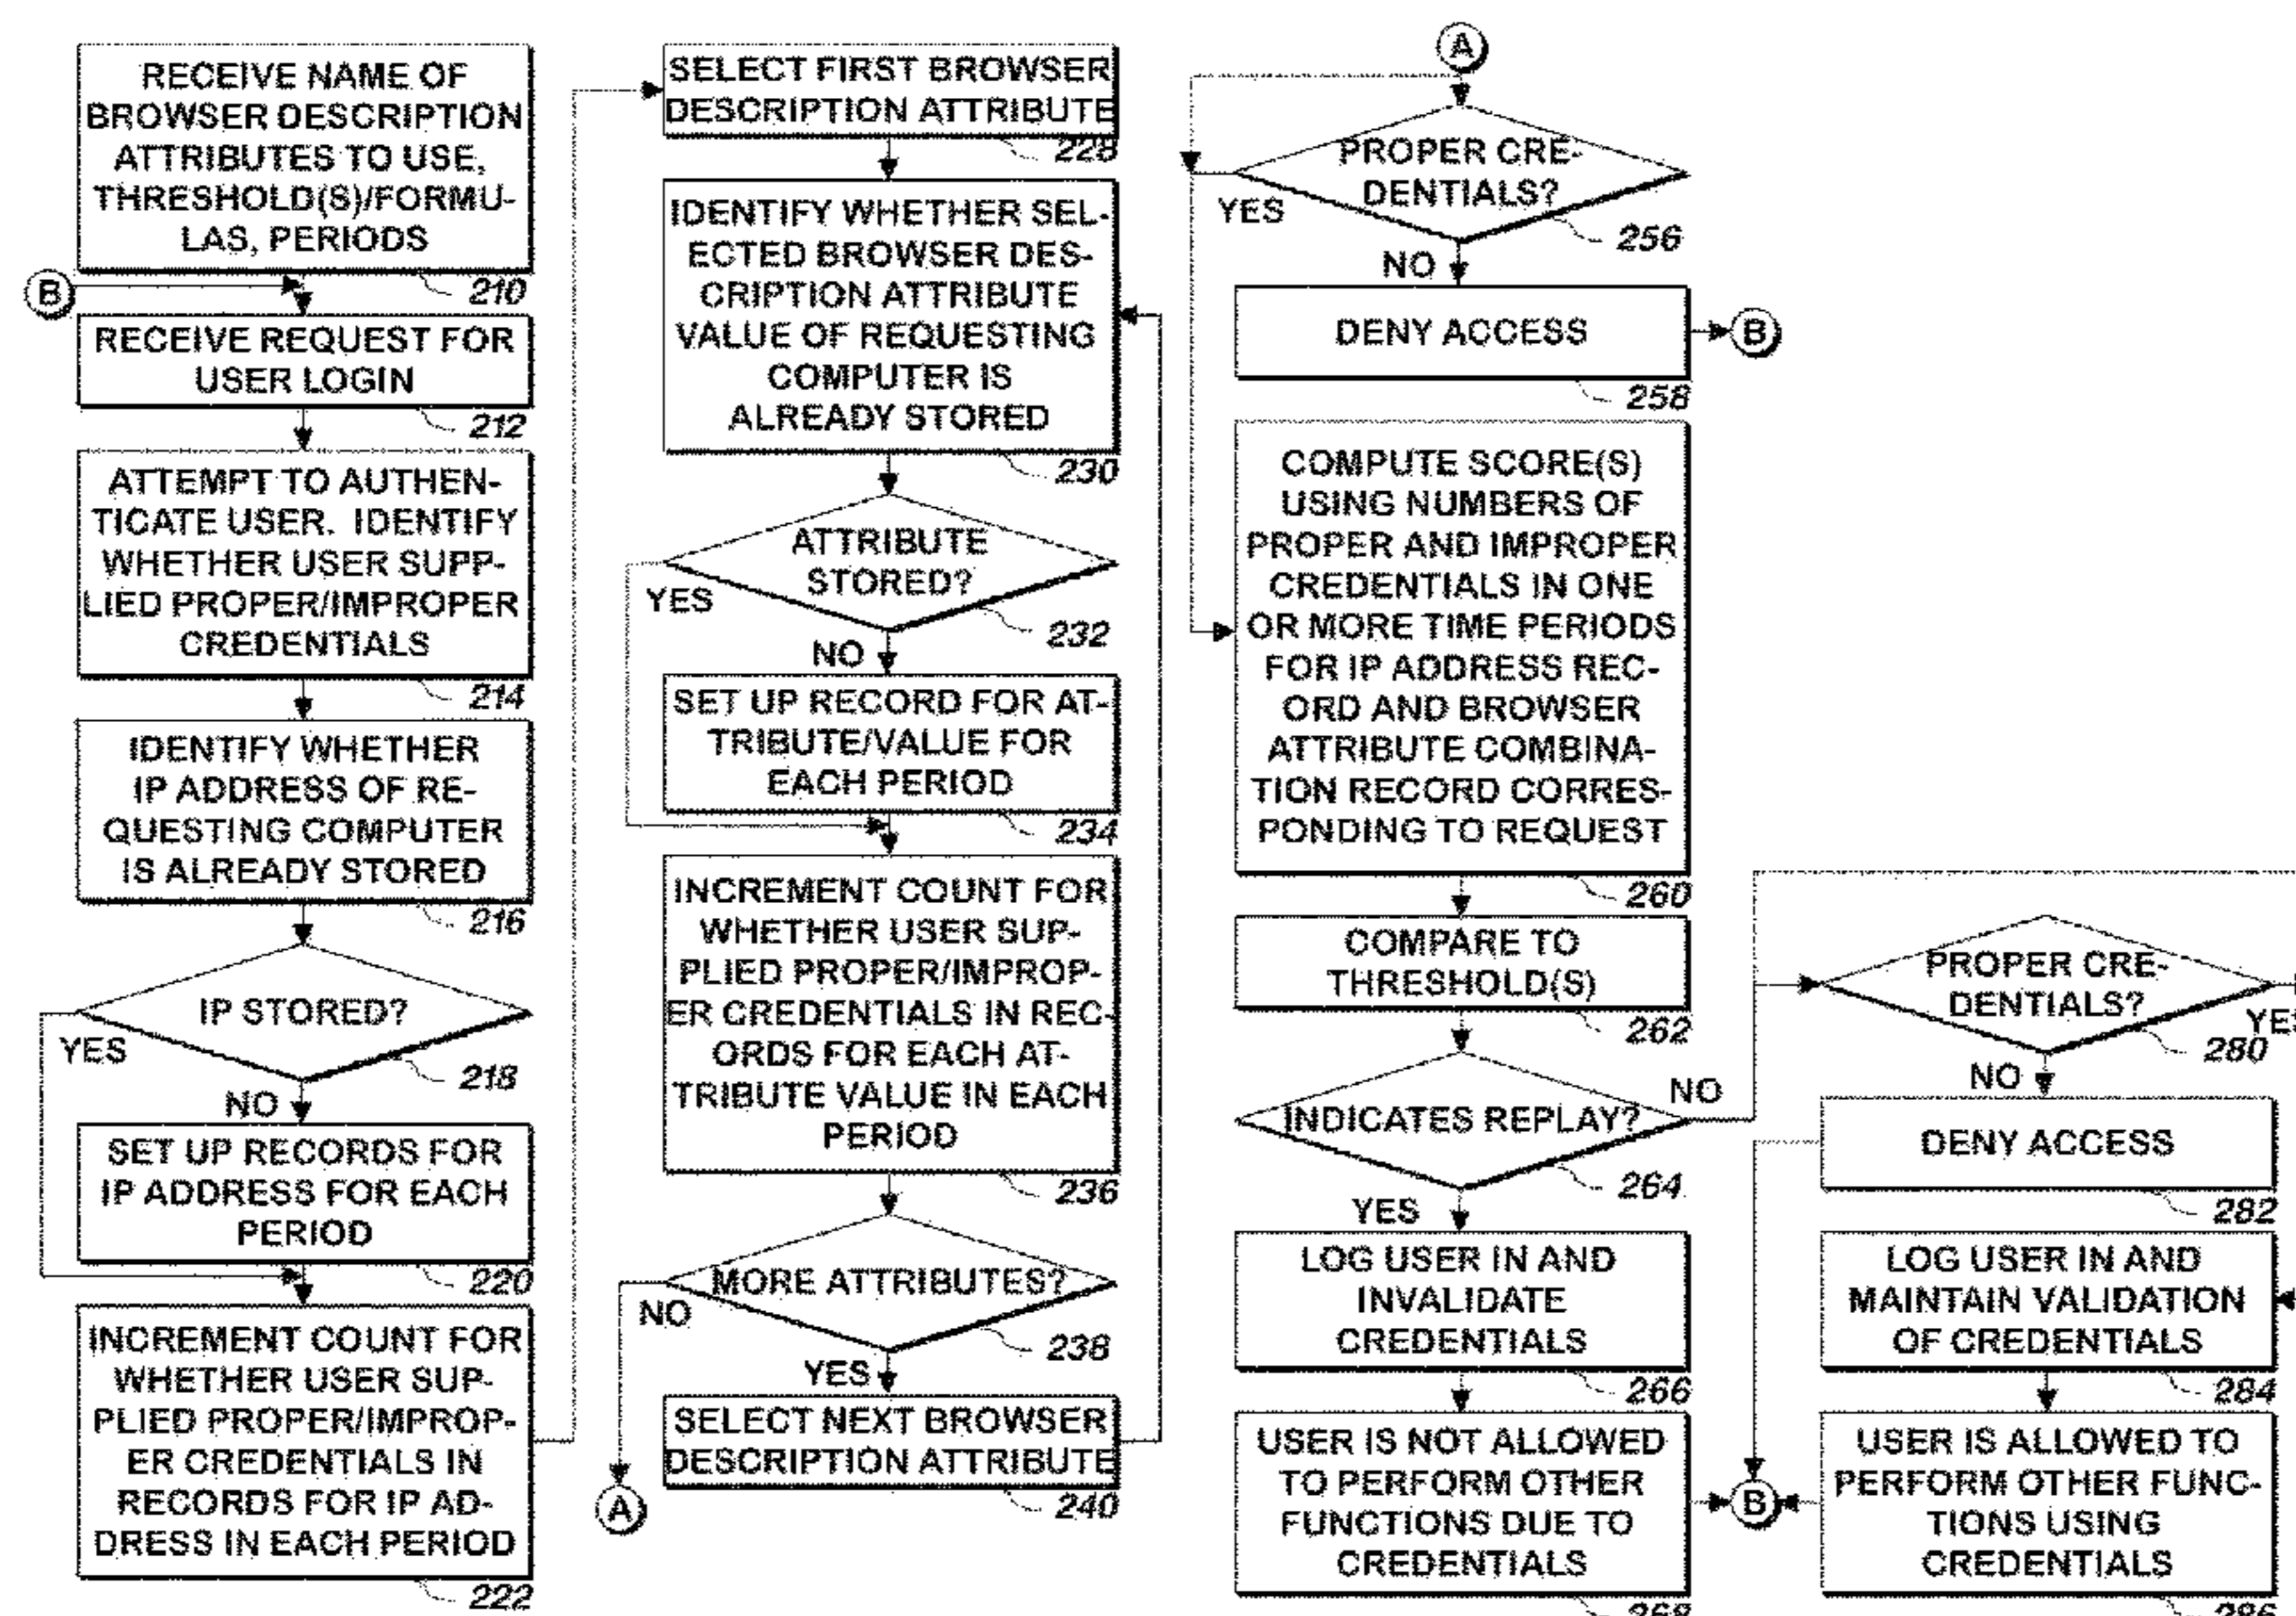 RECEIVE NAME OF
BROWSER DESCRIPTION
ATTRIBUTES TO USE,
THRESHOLD(S)/FORMU-
LAS, PERIODS
210
B
RECEIVE REQUEST FOR
USER LOGIN
212
ATTEMPT TO AUTHEN-
TICATE USER. IDENTIFY
WHETHER USER SUPP-
LIED PROPER/IMPROPER
CREDENTIALS
214
IDENTIFY WHETHER
IP ADDRESS OF RE-
QUESTING COMPUTER
IS ALREADY STORED
216
IP STORED?
YES
218
NO
SET UP RECORDS FOR
IP ADDRESS FOR EACH
PERIOD
220
INCREMENT COUNT FOR
WHETHER USER SUP-
PLIED PROPER/IMPROP-
ER CREDENTIALS IN
RECORDS FOR IP AD-
DRESS IN EACH PERIOD
222
SELECT FIRST BROWSER
DESCRIPTION ATTRIBUTE
228
IDENTIFY WHETHER SEL-
ECTED BROWSER DES-
CRIPTION ATTRIBUTE
VALUE OF REQUESTING
COMPUTER IS
ALREADY STORED
230
ATTRIBUTE
STORED?
YES
232
NO
SET UP RECORD FOR AT-
TRIBUTE/VALUE FOR
EACH PERIOD
234
INCREMENT COUNT FOR
WHETHER USER SUP-
PLIED PROPER/IMPROP-
ER CREDENTIALS IN REC-
ORDS FOR EACH AT-
TRIBUTE VALUE IN EACH
PERIOD
236
MORE ATTRIBUTES?
NO
238
YES
SELECT NEXT BROWSER
DESCRIPTION ATTRIBUTE
240
A
A
PROPER CRE-
DENTIALS?
YES
256
NO
DENY ACCESS
B
258
COMPUTE SCORE(S)
USING NUMBERS OF
PROPER AND IMPROPER
CREDENTIALS IN ONE
OR MORE TIME PERIODS
FOR IP ADDRESS REC-
ORD AND BROWSER
ATTRIBUTE COMBINA-
TION RECORD CORRES-
PONDING TO REQUEST
260
COMPARE TO
THRESHOLD(S)
262
INDICATES REPLAY?
NO
264
YES
LOG USER IN AND
INVALIDATE
CREDENTIALS
266
USER IS NOT ALLOWED
TO PERFORM OTHER
FUNCTIONS DUE TO
CREDENTIALS
268
B
PROPER CRE-
DENTIALS?
YES
280
NO
DENY ACCESS
282
LOG USER IN AND
MAINTAIN VALIDATION
OF CREDENTIALS
284
USER IS ALLOWED TO
PERFORM OTHER FUNC-
TIONS USING
CREDENTIALS
286